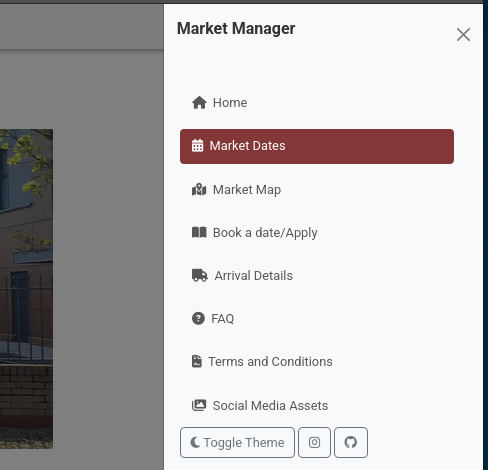 Market Manager
Home
Market Dates
Market Map
Book a date/Apply
Arrival Details
FAQ
Terms and Conditions
Social Media Assets
Toggle Theme